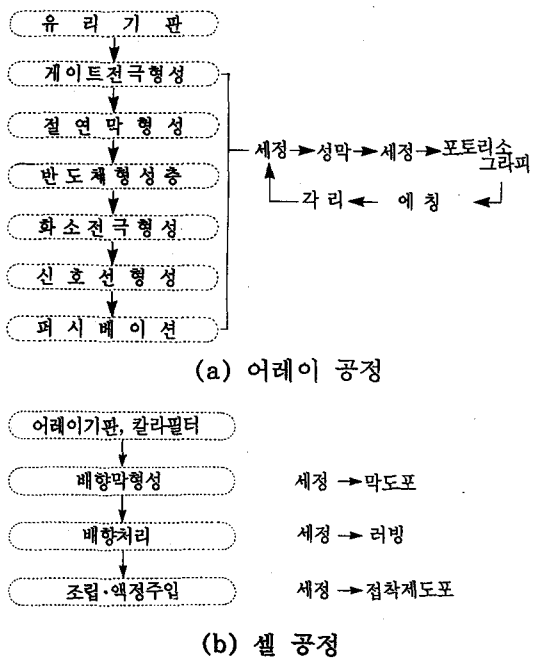 유 리 기 판
게이트전극형성
절 연 막 형 성
반 도 체 형 성 층
화 소 전 극 형 성
신 호 선 형 성
퍼 시 베 이 션
세정 → 성막 → 세정 → 포토리소
그라피
각 리 ← 에 칭
(a) 어레이 공정
어레이기판, 칼라필터
배향막형성
세정 → 막도포
배향처리
세정 → 러빙
조립·액정주입
세정 → 접착제도포
(b) 셀 공정